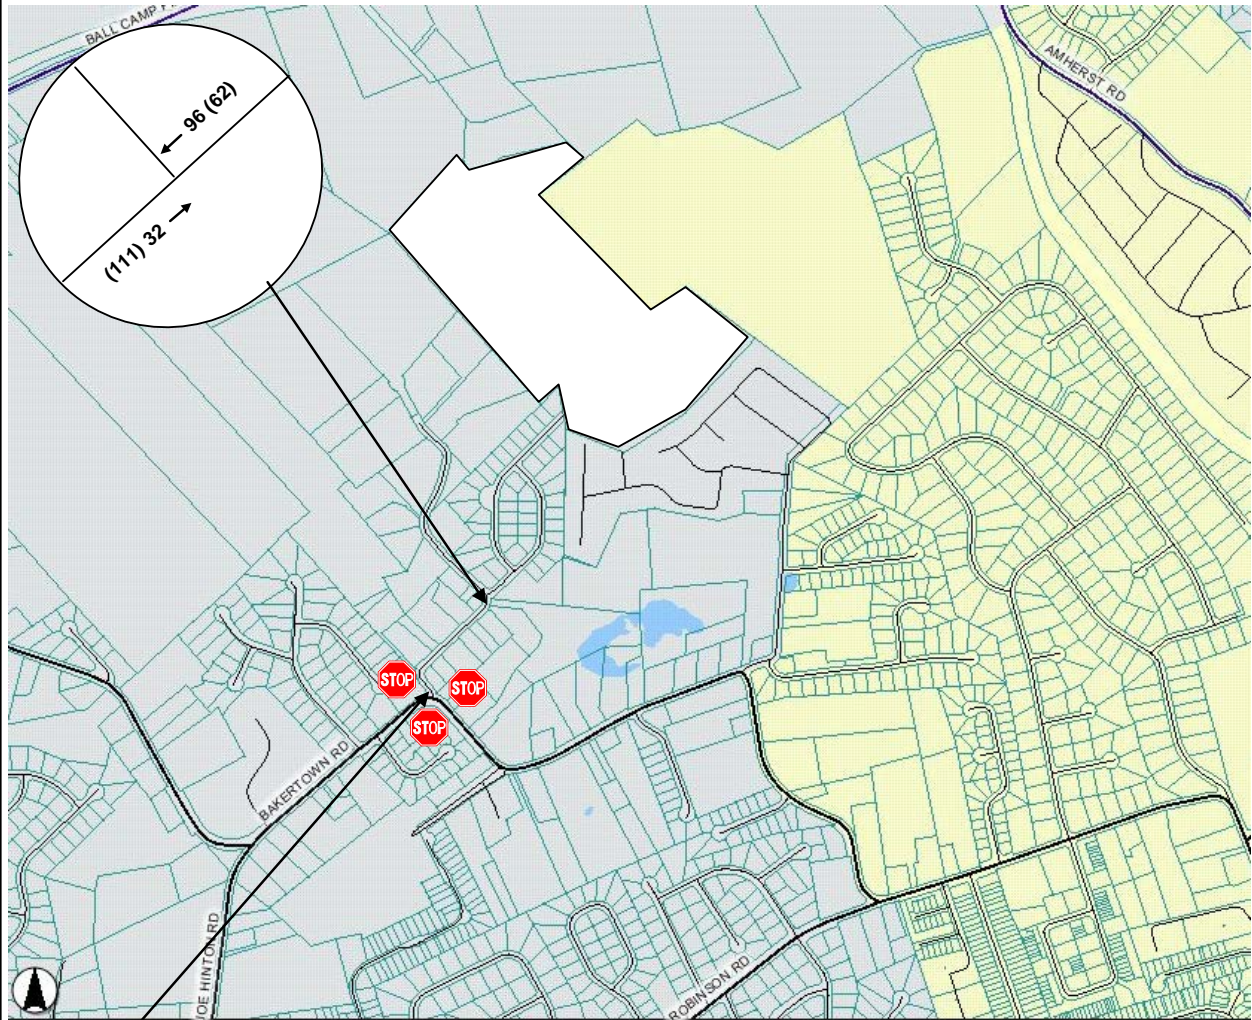 BALL CAMP
AMHERST RD
96 (62)
(111) 32
STOP
STOP
STOP
BAKERTOWN RD
JOE HINTON RD
ROBINSON RD